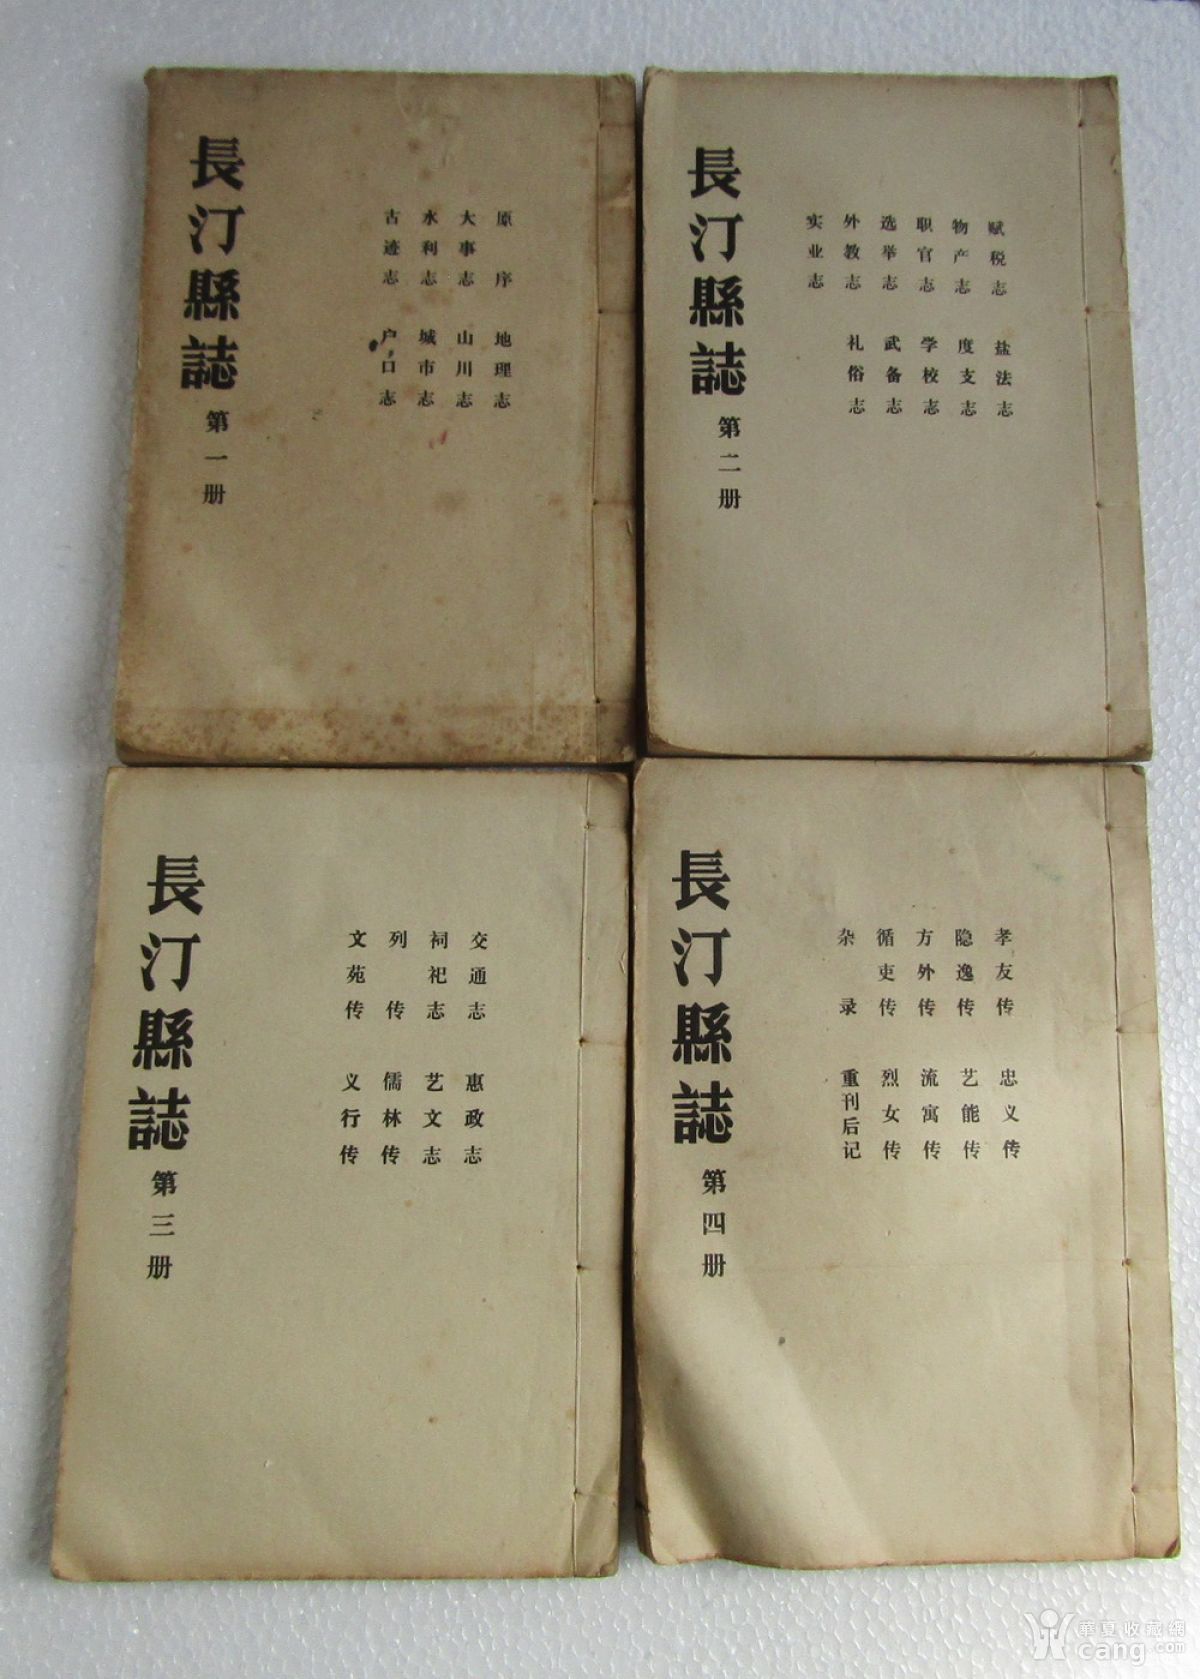 長汀縣誌
第一册
原序 地理志
大事志 山川志
水利志 城市志
古迹志 户口志
長汀縣誌
第二册
赋税志 盐法志
物产志 度支志
职官志 学校志
选举志 武备志
外教志 礼俗志
实业志
長汀縣誌
第三册
交通志 惠政志
祠祀志 艺文志
列传 儒林传
文苑传 义行传
長汀縣誌
第四册
孝友传 忠义传
隐逸传 艺能传
方外传 流寓传
循吏传 烈女传
杂录 重刊后记
華夏收藏網
cang.com